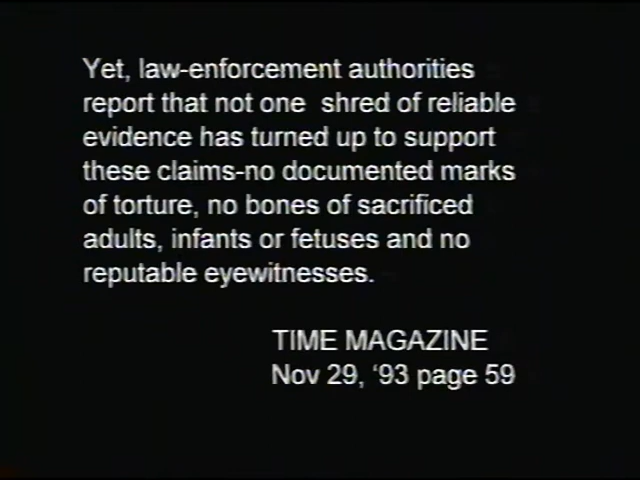 Yet, law-enforcement authorities
report that not one  shred of reliable
evidence has turned up to support
these claims-no documented marks
of torture, no bones of sacrificed
adults, infants or fetuses and no
reputable eyewitnesses.
TIME MAGAZINE
Nov 29, ‘93 page 59